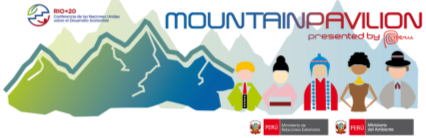 RIO+20
Conferencia de las Naciones Unidas
sobre el Desarrollo Sostenible
MOUNTAINPAVILION
presented by Perú
PERÚ Ministerio de
Relaciones Exteriores
PERÚ Ministerio
del Ambiente